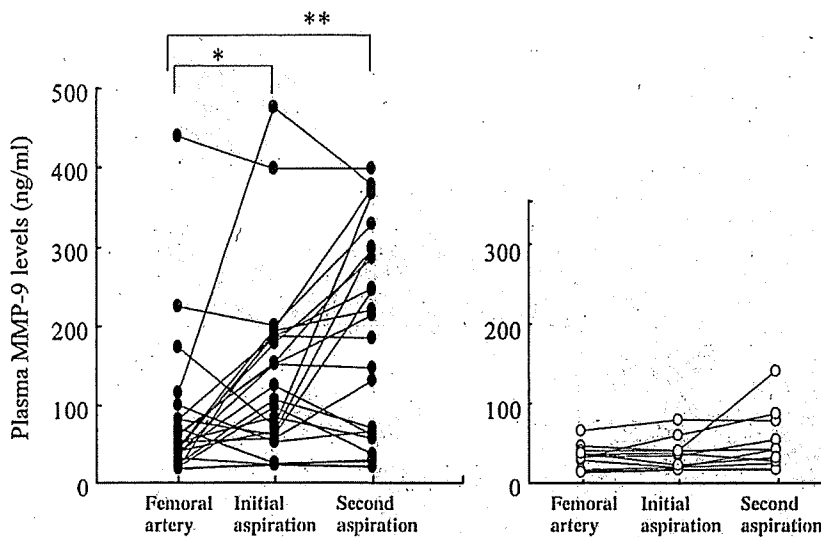 **
*
500
400
300
200
100
0
Plasma MMP-9 levels (ng/ml)
Femoral artery
Initial aspiration
Second aspiration
300
200
100
0
Femoral artery
Initial aspiration
Second aspiration